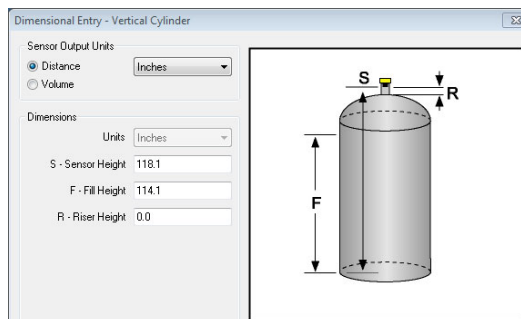 Dimensional Entry - Vertical Cylinder
Sensor Output Units
Distance
Inches
Volume
Dimensions
Units Inches
S - Sensor Height 118.1
F - Fill Height 114.1
R - Riser Height 0.0
S
R
F